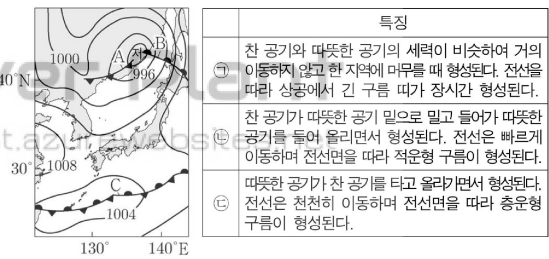 1000
A
저
B
996
40°N
1008
30°
C
1004
130°
140°E
특징
㉠
찬 공기와 따뜻한 공기의 세력이 비슷하여 거의
이동하지 않고 한 지역에 머무를 때 형성된다. 전선을
따라 상공에서 긴 구름 띠가 장시간 형성된다.
㉡
찬 공기가 따뜻한 공기 밑으로 밀고 들어가 따뜻한
공기를 들어 올리면서 형성된다. 전선은 빠르게
이동하며 전선면을 따라 적운형 구름이 형성된다.
㉢
따뜻한 공기가 찬 공기를 타고 올라가면서 형성된다.
전선은 천천히 이동하며 전선면을 따라 층운형
구름이 형성된다.